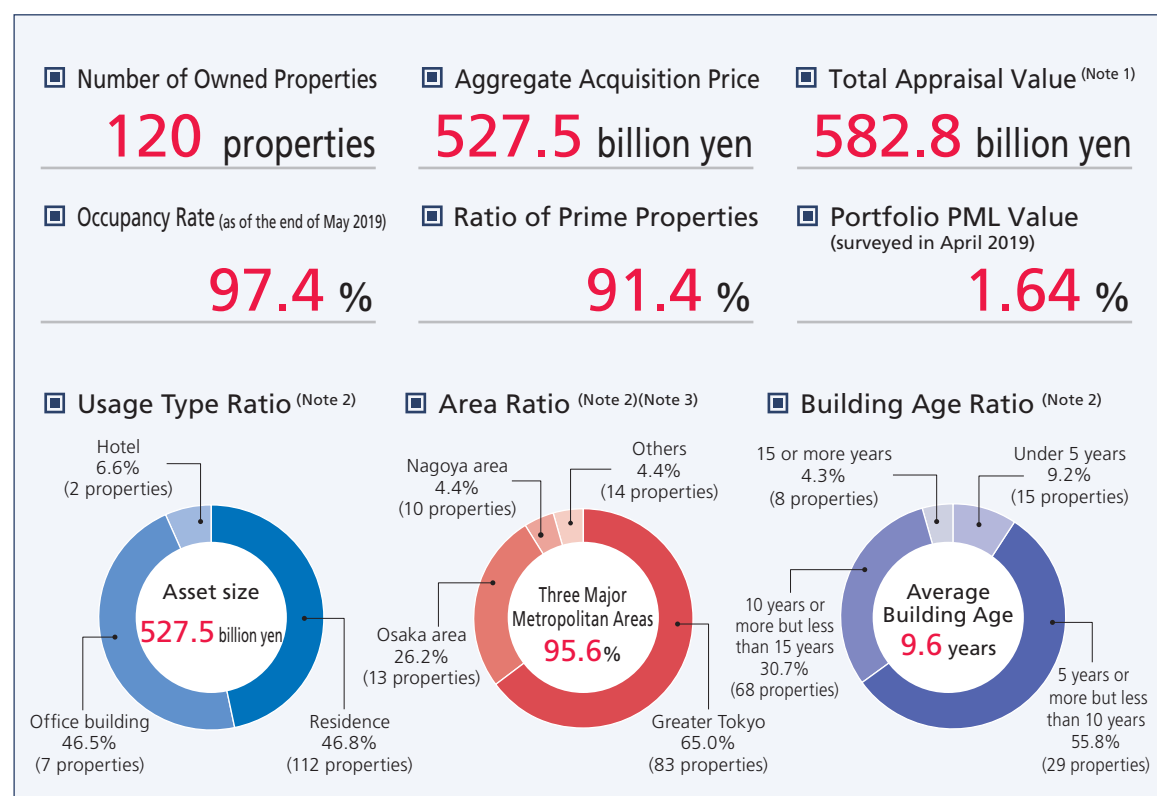 Number of Owned Properties
120 properties
Aggregate Acquisition Price
527.5 billion yen
Total Appraisal Value (Note 1)
582.8 billion yen
Occupancy Rate (as of the end of May 2019)
97.4 %
Ratio of Prime Properties
91.4 %
Portfolio PML Value
(surveyed in April 2019)
1.64 %
Usage Type Ratio (Note 2)
Hotel
6.6%
(2 properties)
Asset size
527.5 billion yen
Office building
46.5%
(7 properties)
Residence
46.8%
(112 properties)
Area Ratio (Note 2)(Note 3)
Nagoya area
4.4%
(10 properties)
Others
4.4%
(14 properties)
Three Major
Metropolitan Areas
95.6%
Osaka area
26.2%
(13 properties)
Greater Tokyo
65.0%
(83 properties)
Building Age Ratio (Note 2)
15 or more years
4.3%
(8 properties)
Under 5 years
9.2%
(15 properties)
Average
Building Age
9.6 years
10 years or
more but less
than 15 years
30.7%
(68 properties)
5 years or
more but less
than 10 years
55.8%
(29 properties)